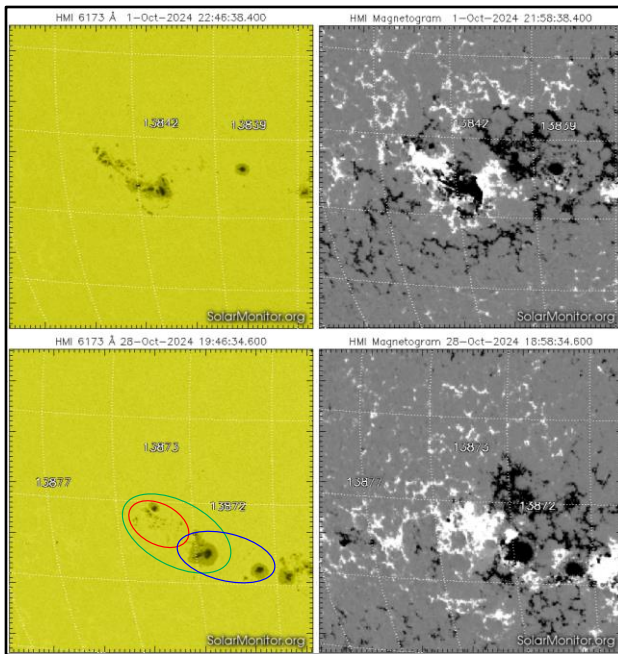 HMI 6173 Å 1-Oct-2024 22:46:38.400
HMI Magnetogram 1-Oct-2024 21:58:38.400
13842
13839
13842
13839
SolarMonitor.org
SolarMonitor.org
HMI 6173 Å 28-Oct-2024 19:46:34.600
HMI Magnetogram 28-Oct-2024 18:58:34.600
13873
13877
13872
13873
13877
13872
SolarMonitor.org
SolarMonitor.org